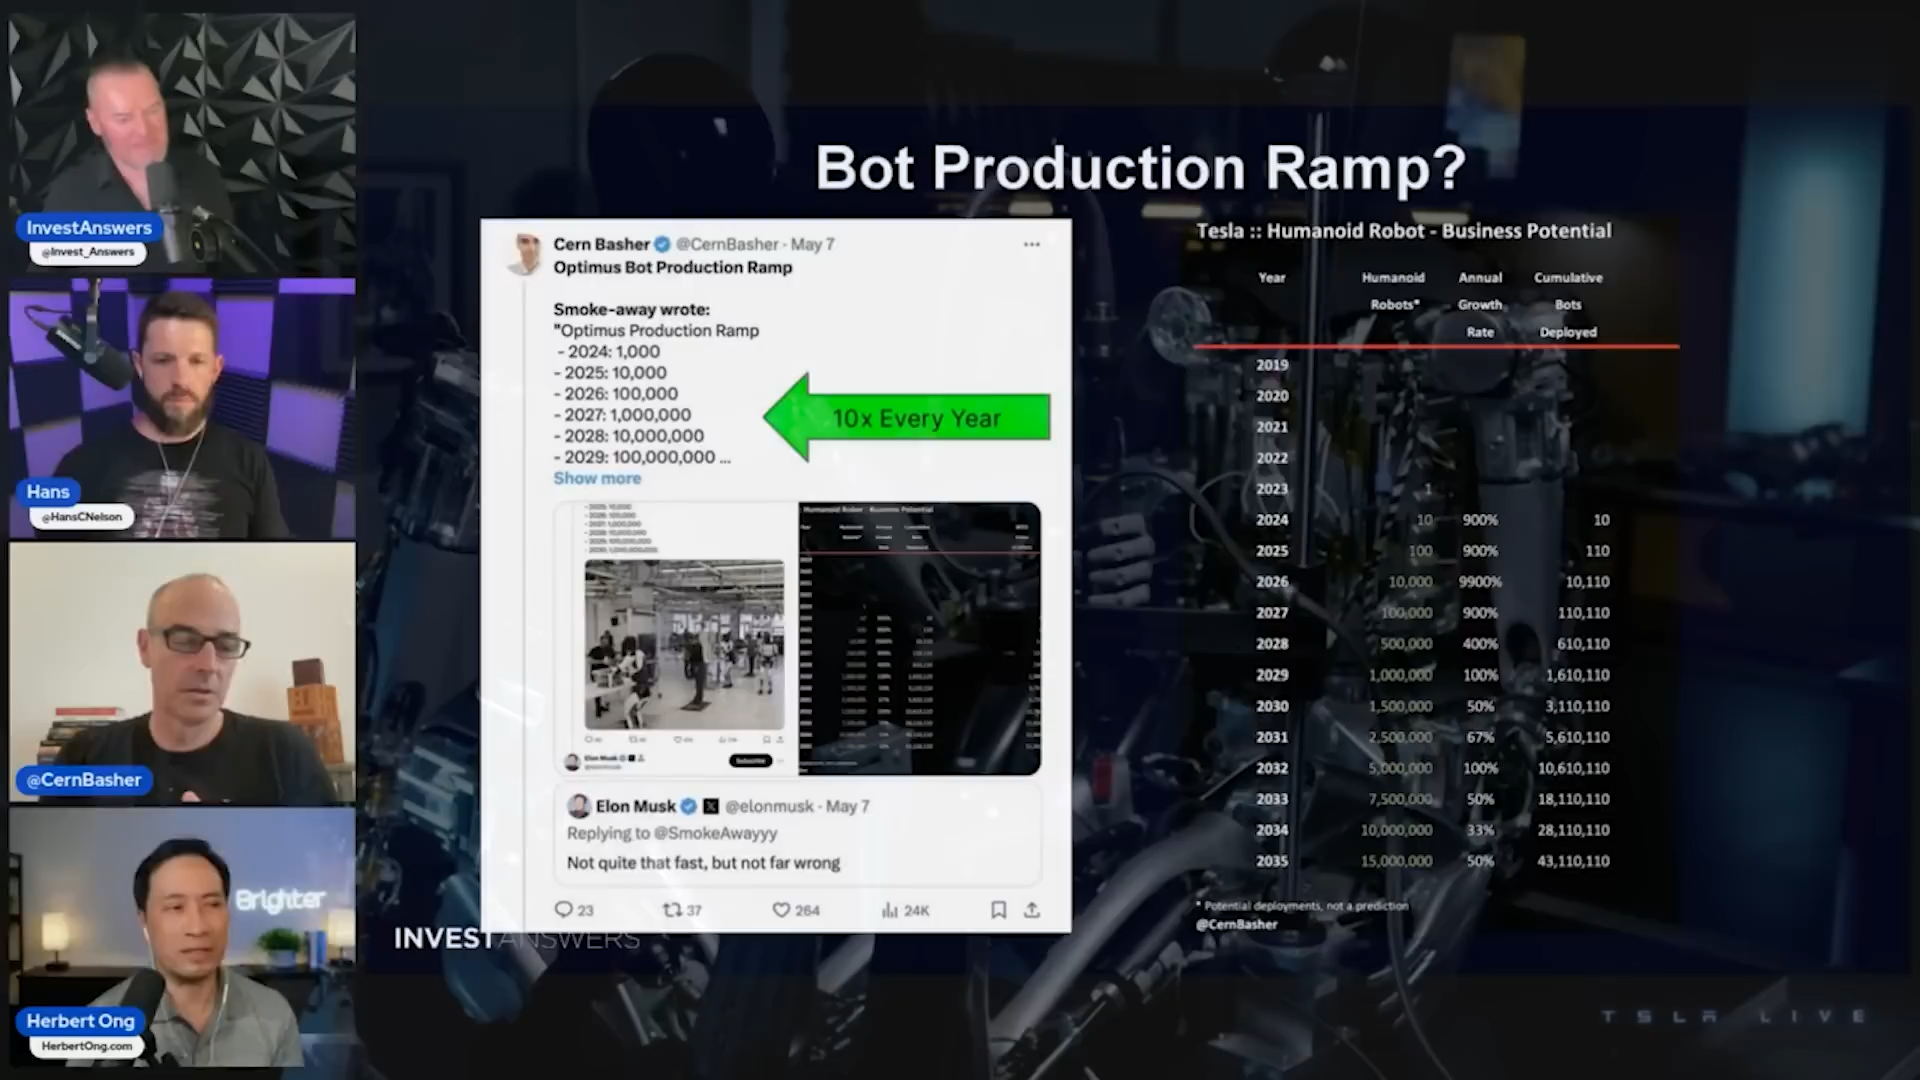 InvestAnswers
@Invest_Answers
Hans
@HansCNelson
@CernBasher
Brighter
Herbert Ong
HerbertOng.com
Bot Production Ramp?
Cern Basher @CernBasher · May 7
Optimus Bot Production Ramp
Smoke-away wrote:
"Optimus Production Ramp
- 2024: 1,000
- 2025: 10,000
- 2026: 100,000
- 2027: 1,000,000
- 2028: 10,000,000
- 2029: 100,000,000 ...
Show more
10x Every Year
Elon Musk @elonmusk · May 7
Replying to @SmokeAwayyy
Not quite that fast, but not far wrong
23 37 264 24K
INVESTANSWERS
Tesla :: Humanoid Robot - Business Potential
Year Humanoid Annual Cumulative
Robots* Growth Bots
Rate Deployed
2019
2020
2021
2022
2023 1
2024 10 900% 10
2025 100 900% 110
2026 10,000 9900% 10,110
2027 100,000 900% 110,110
2028 500,000 400% 610,110
2029 1,000,000 100% 1,610,110
2030 1,500,000 50% 3,110,110
2031 2,500,000 67% 5,610,110
2032 5,000,000 100% 10,610,110
2033 7,500,000 50% 18,110,110
2034 10,000,000 33% 28,110,110
2035 15,000,000 50% 43,110,110
* Potential deployments, not a prediction
@CernBasher
TSLA LIVE